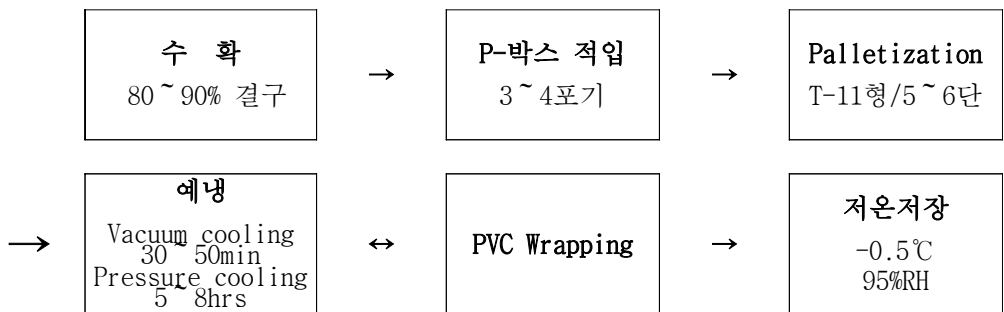 수 확
80~90% 결구
→
P-박스 적입
3~4포기
→
Palletization
T-11형/5~6단
→
예냉
Vacuum cooling
30~50min
Pressure cooling
5~8hrs
↔
PVC Wrapping
→
저온저장
-0.5℃
95%RH